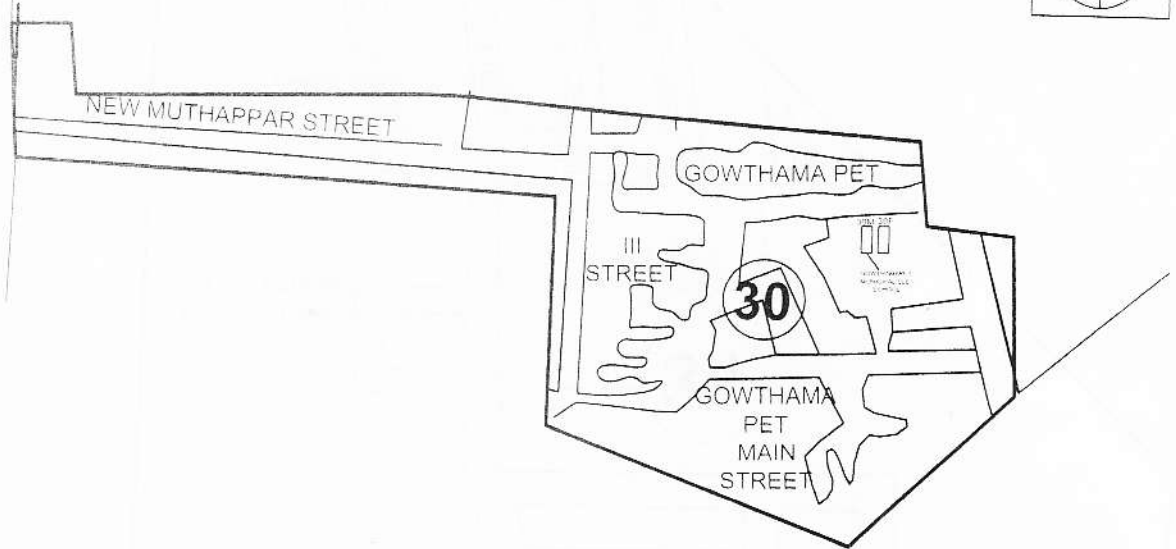 NEW MUTHAPPAR STREET
GOWTHAMA PET
III
STREET
30
GOWTHAMA
PET
MAIN
STREET